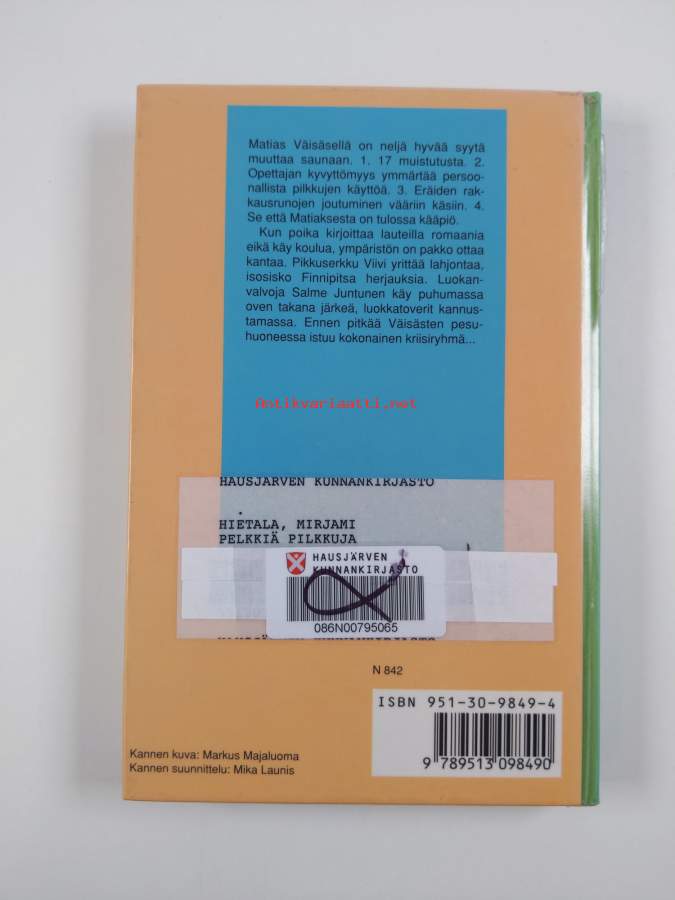 Matias Väisäsellä on neljä hyvää syytä
muuttaa saunaan. 1. 17 muistutusta. 2.
Opettajan kyvyttömyys ymmärtää persoo-
nallista pilkkujen käyttöä. 3. Eräiden rak-
kausrunojen joutuminen vääriin käsiin. 4.
Se että Matiaksesta on tulossa kääpiö.
Kun poika kirjoittaa lauteilla romaania
eikä käy koulua, ympäristön on pakko ottaa
kantaa. Pikkuserkku Viivi yrittää lahjontaa,
isosisko Finnipitsa herjauksia. Luokan-
valvoja Salme Juntunen käy puhumassa
oven takana järkeä, luokkatoverit kannus-
tamassa. Ennen pitkää Väisästen pesu-
huoneessa istuu kokonainen kriisiryhmä...
Antikvariaatti.net
HAUSJÄRVEN KUNNANKIRJASTO
HIETALA, MIRJAMI
PELKKIÄ PILKKUJA
HAUSJÄRVEN
KUNNANKIRJASTO
086N00795065
N 842
ISBN 951-30-9849-4
9 789513 098490
Kannen kuva: Markus Majaluoma
Kannen suunnittelu: Mika Launis